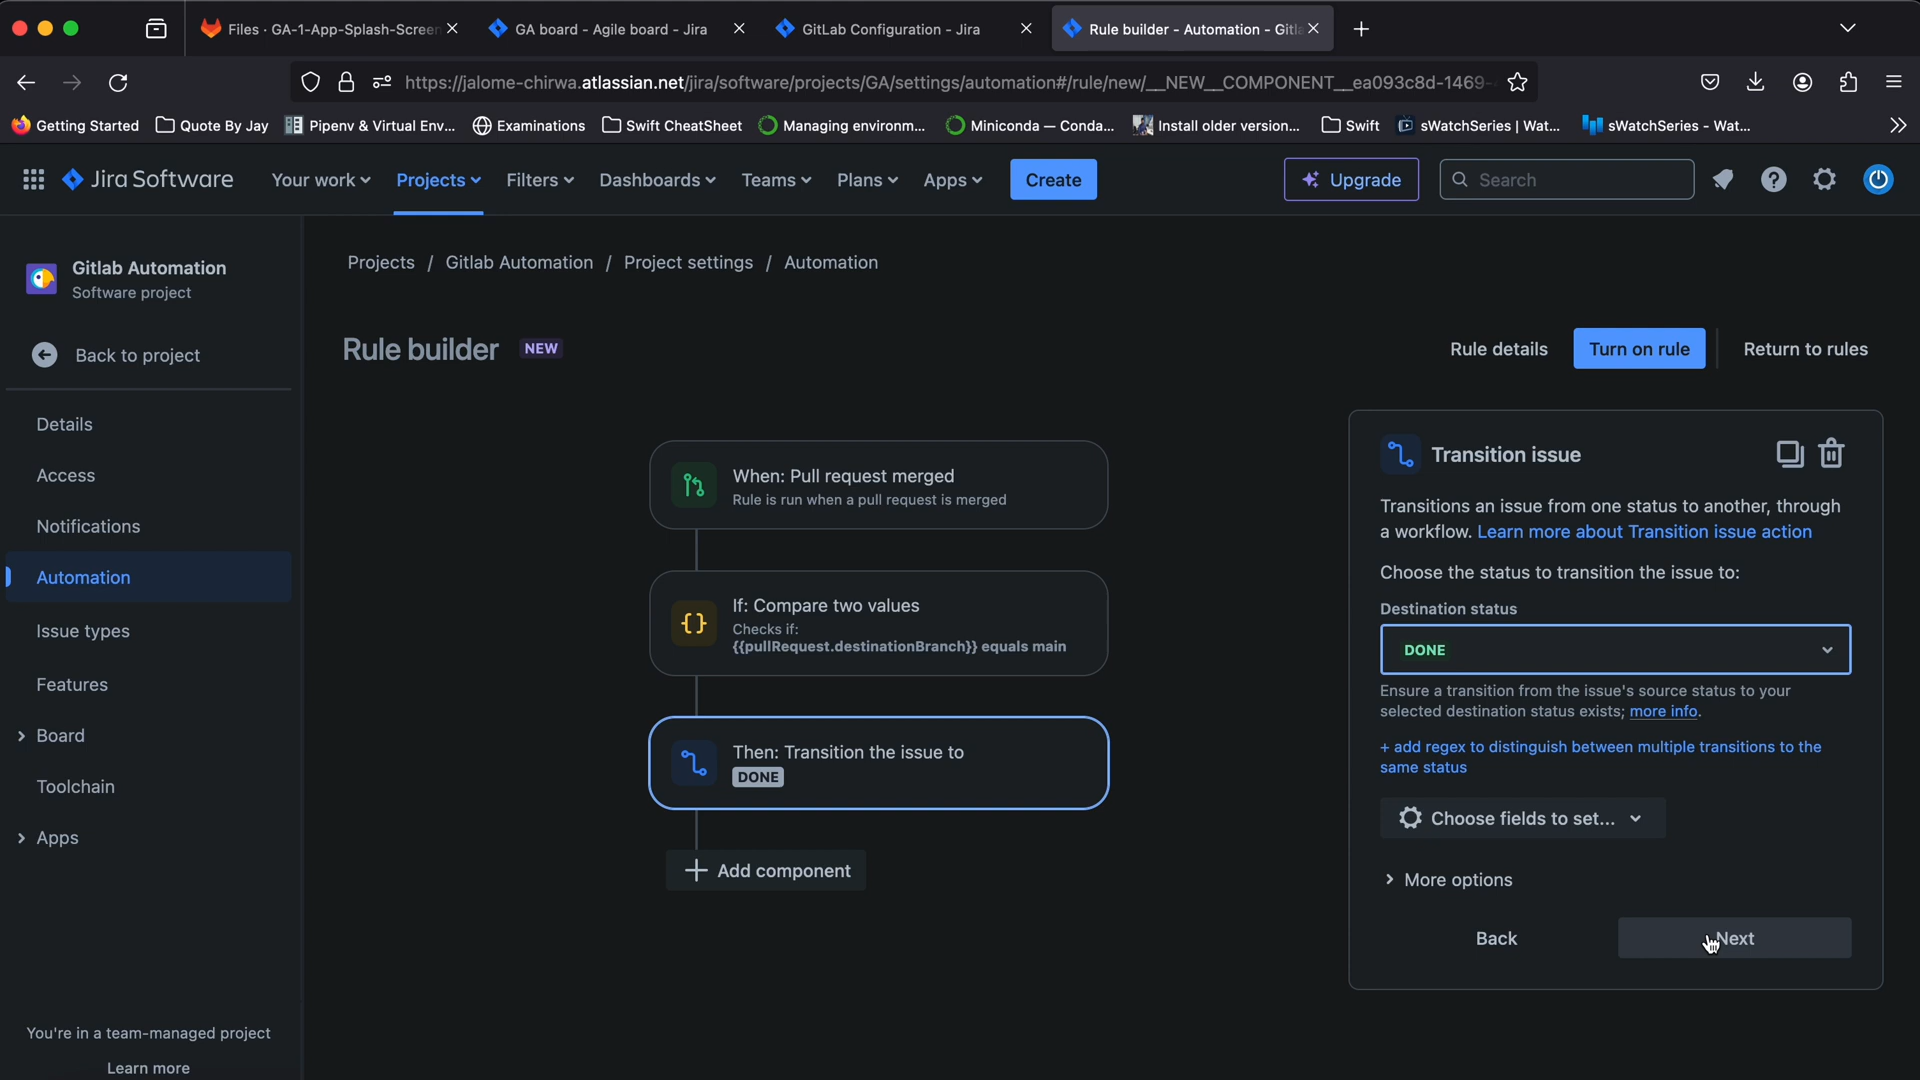 Files · GA-1-App-Splash-Screen
GA board - Agile board - Jira
GitLab Configuration - Jira
Rule builder - Automation - Gitla
https://jalome-chirwa.atlassian.net/jira/software/projects/GA/settings/automation#/rule/new/__NEW__COMPONENT__ea093c8d-1469-
Getting Started
Quote By Jay
Pipenv & Virtual Env...
Examinations
Swift CheatSheet
Managing environm...
Miniconda — Conda...
Install older version...
Swift
sWatchSeries | Wat...
sWatchSeries - Wat...
Jira Software
Your work
Projects
Filters
Dashboards
Teams
Plans
Apps
Create
Upgrade
Search
Gitlab Automation
Software project
Back to project
Details
Access
Notifications
Automation
Issue types
Features
Board
Toolchain
Apps
You're in a team-managed project
Learn more
Projects / Gitlab Automation / Project settings / Automation
Rule builder NEW
Rule details
Turn on rule
Return to rules
When: Pull request merged
Rule is run when a pull request is merged
{}
If: Compare two values
Checks if:
{{pullRequest.destinationBranch}} equals main
Then: Transition the issue to
DONE
Add component
Transition issue
Transitions an issue from one status to another, through
a workflow. Learn more about Transition issue action
Choose the status to transition the issue to:
Destination status
DONE
Ensure a transition from the issue's source status to your
selected destination status exists; more info.
+ add regex to distinguish between multiple transitions to the
same status
Choose fields to set...
More options
Back
Next